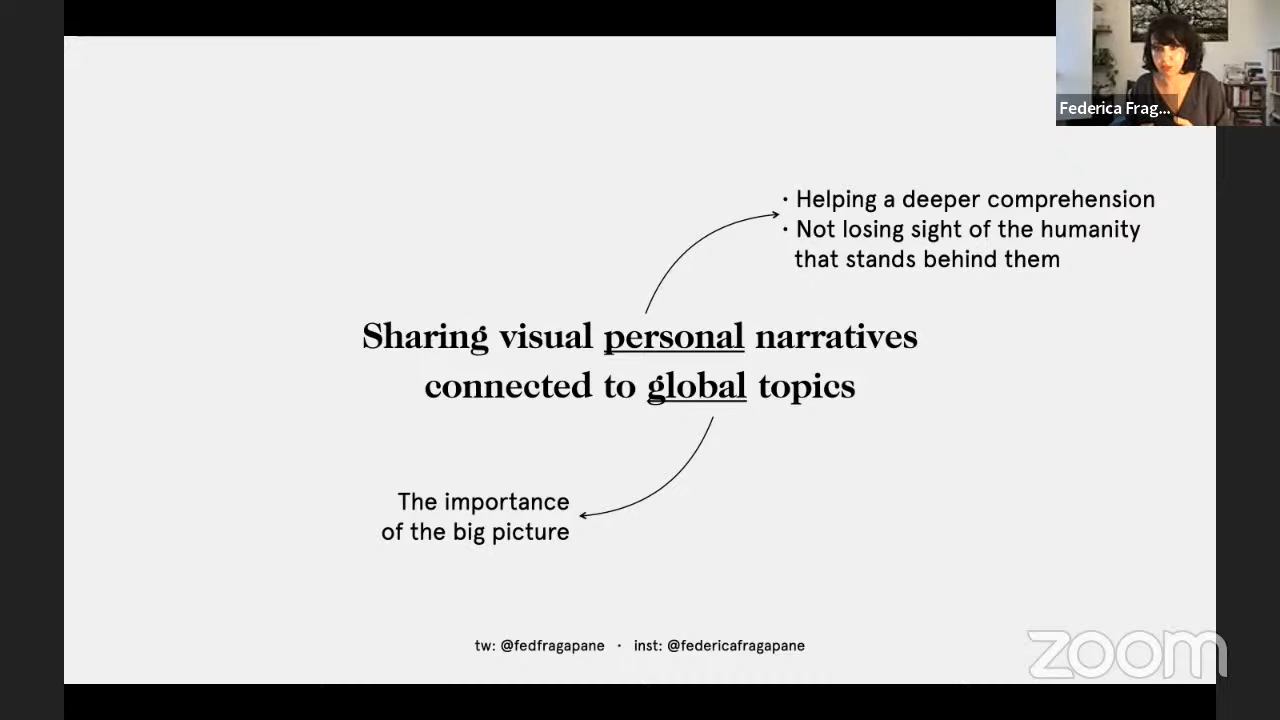 Federica Frag...
· Helping a deeper comprehension
· Not losing sight of the humanity
that stands behind them
Sharing visual personal narratives
connected to global topics
The importance
of the big picture
tw: @fedfragapane · inst: @federicafragapane
zoom